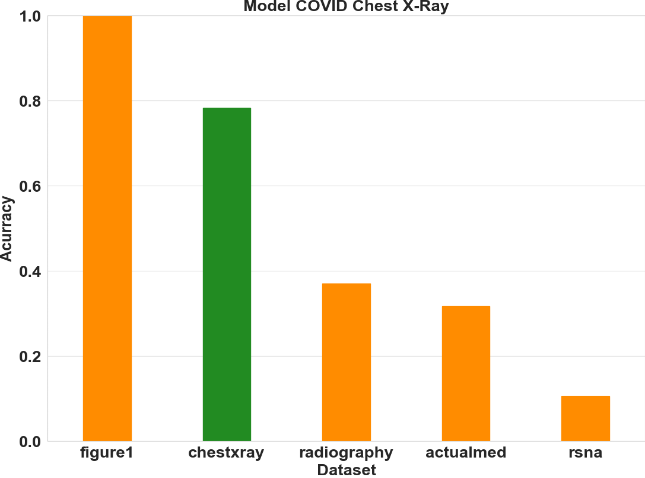 Model COVID Chest X-Ray
1.0
0.8
0.6
0.4
0.2
0.0
Acurracy
figure1 chestxray radiography actualmed rsna
Dataset